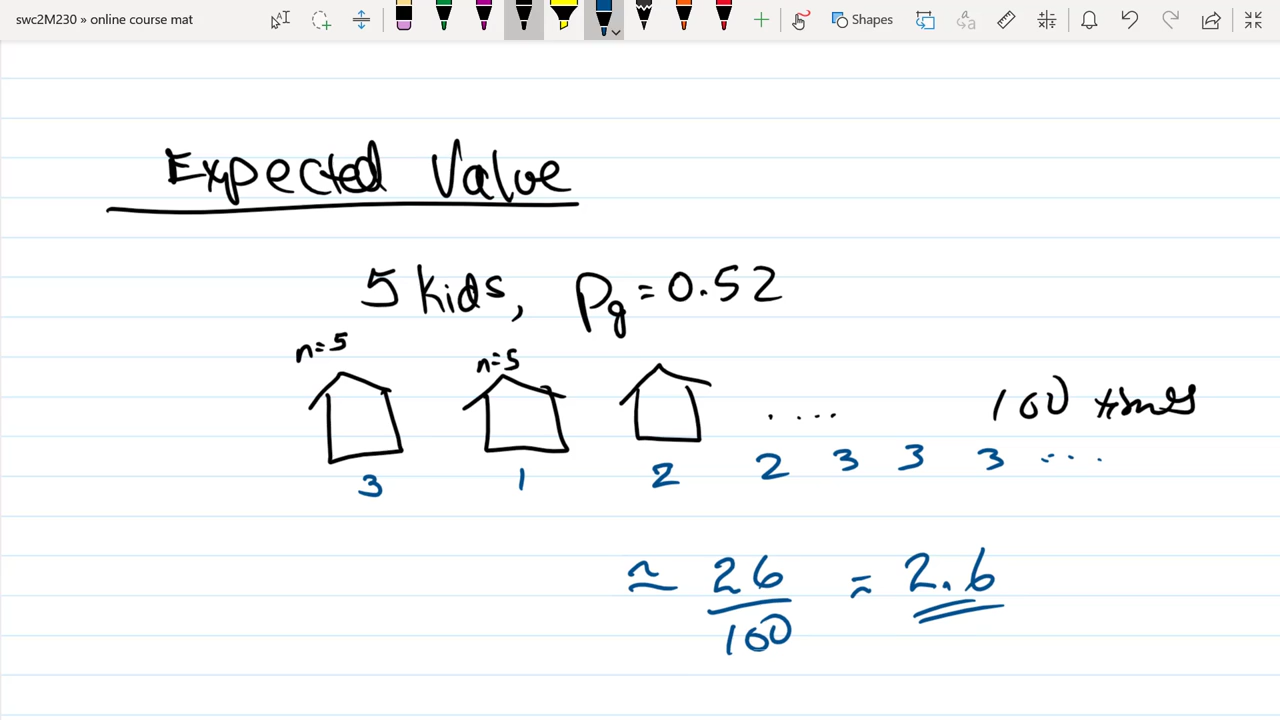 swc2M230 » online course mat
Shapes
Expected Value
5 kids, Pg = 0.52
n=5 n=5
.... 100 times
3 1 2 2 3 3 3 ...
≃ 26/100 ≈ 2.6